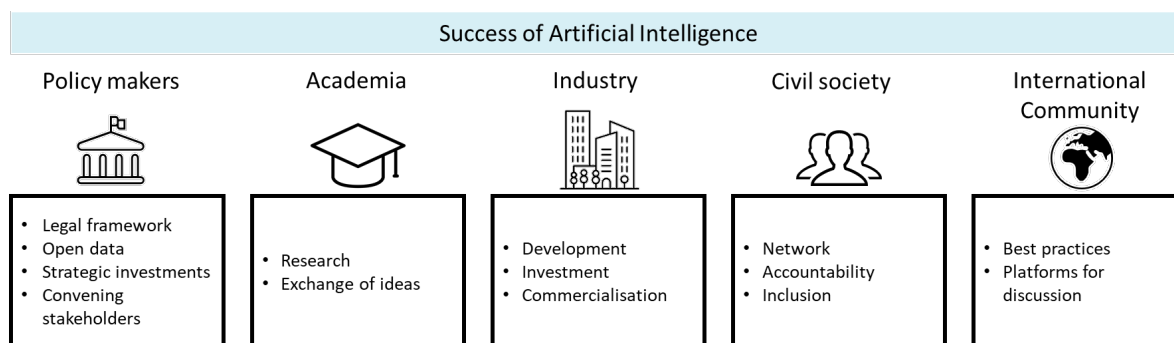 Success of Artificial Intelligence
Policy makers
Academia
Industry
Civil society
International
Community
• Legal framework
• Open data
• Strategic investments
• Convening
stakeholders
• Research
• Exchange of ideas
• Development
• Investment
• Commercialisation
• Network
• Accountability
• Inclusion
• Best practices
• Platforms for
discussion